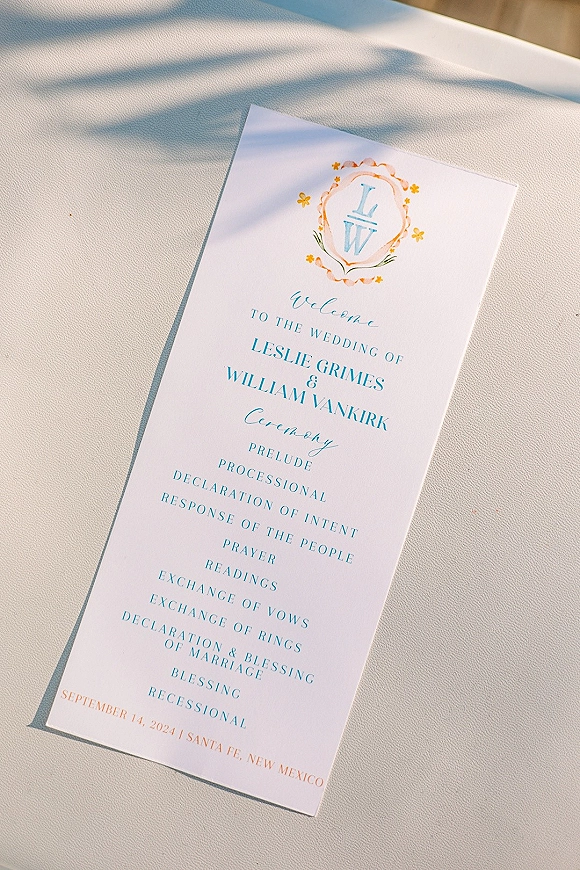 L
W
Welcome
TO THE WEDDING OF
LESLIE GRIMES
&
WILLIAM VANKIRK
Ceremony
PRELUDE
PROCESSIONAL
DECLARATION OF INTENT
RESPONSE OF THE PEOPLE
PRAYER
READINGS
EXCHANGE OF VOWS
EXCHANGE OF RINGS
DECLARATION & BLESSING
OF MARRIAGE
BLESSING
RECESSIONAL
SEPTEMBER 14, 2024 | SANTA FE, NEW MEXICO